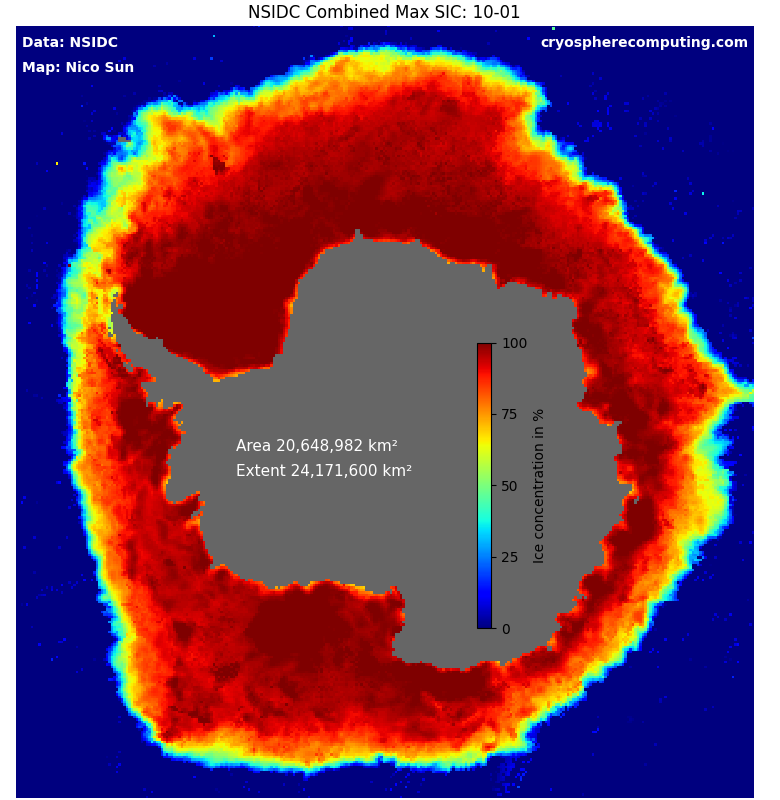 NSIDC Combined Max SIC: 10-01
Data: NSIDC
cryospherecomputing.com
Map: Nico Sun
100
75
50
25
0
Ice concentration in %
Area 20,648,982 km²
Extent 24,171,600 km²